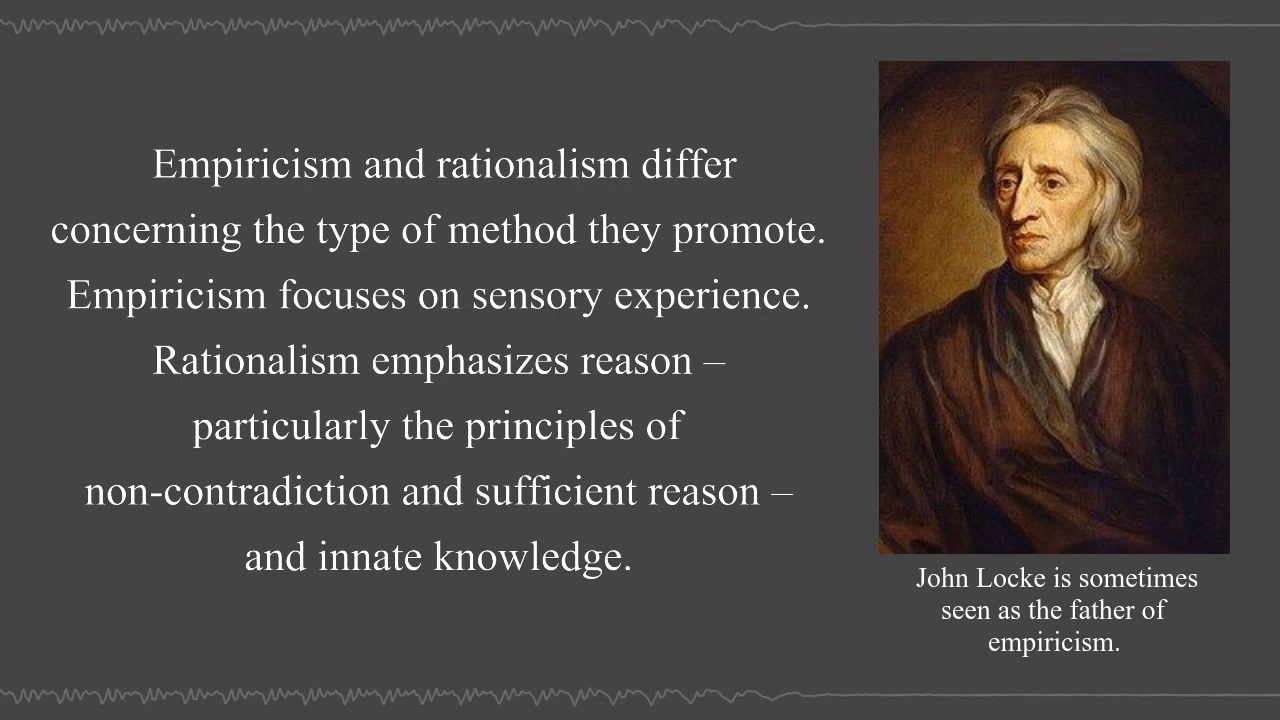 Empiricism and rationalism differ
concerning the type of method they promote.
Empiricism focuses on sensory experience.
Rationalism emphasizes reason –
particularly the principles of
non-contradiction and sufficient reason –
and innate knowledge.
John Locke is sometimes
seen as the father of
empiricism.